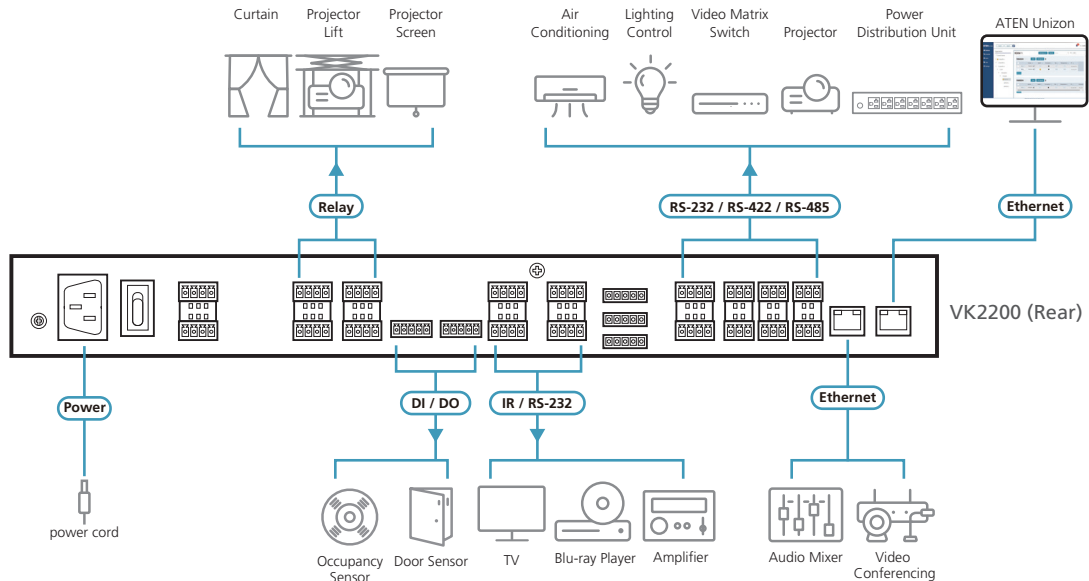 Curtain
Projector
Lift
Projector
Screen
Air
Conditioning
Lighting
Control
Video Matrix
Switch
Projector
Power
Distribution Unit
ATEN Unizon
Relay
RS-232 / RS-422 / RS-485
Ethernet
VK2200 (Rear)
Power
DI / DO
IR / RS-232
Ethernet
power cord
Occupancy
Sensor
Door Sensor
TV
Blu-ray Player
Amplifier
Audio Mixer
Video
Conferencing